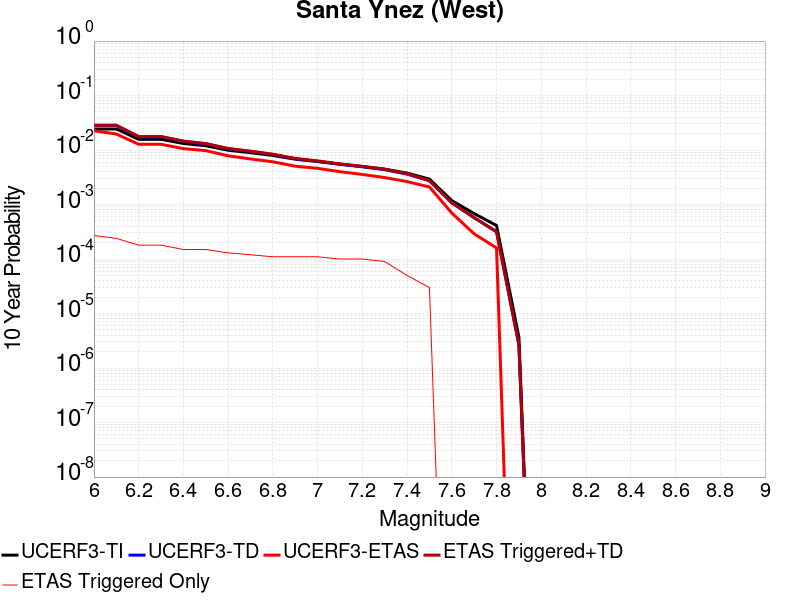 Santa Ynez (West)
10 Year Probability
10 0
10 -1
10 -2
10 -3
10 -4
10 -5
10 -6
10 -7
10 -8
6 6.2 6.4 6.6 6.8 7 7.2 7.4 7.6 7.8 8 8.2 8.4 8.6 8.8 9
Magnitude
UCERF3-TI UCERF3-TD UCERF3-ETAS ETAS Triggered+TD
ETAS Triggered Only